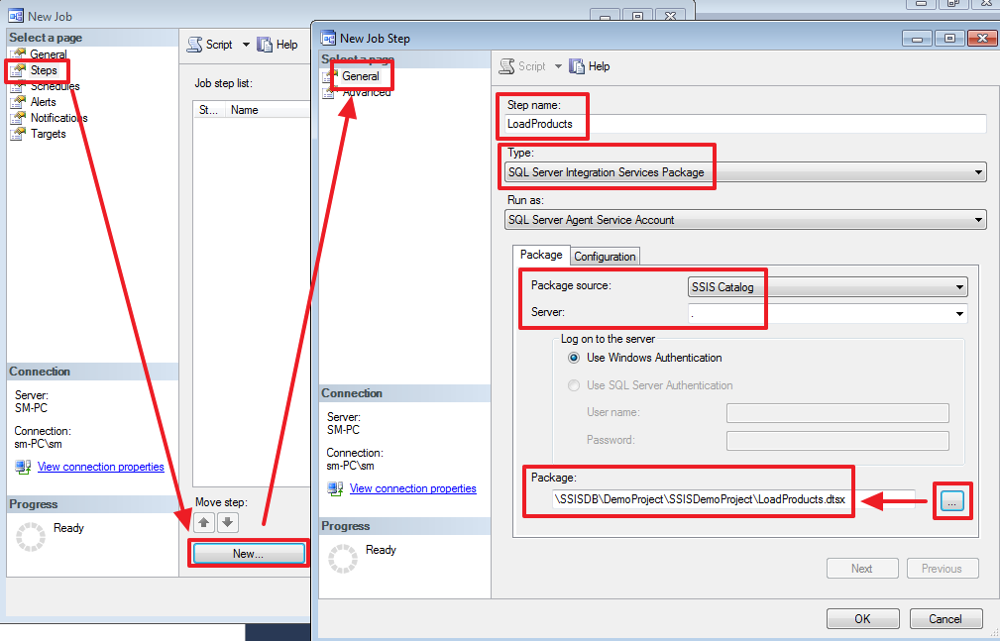 New Job
Select a page
General
Steps
Schedules
Alerts
Notifications
Targets
Script
Help
Job step list:
St...
Name
Connection
Server:
SM-PC
Connection:
sm-PC\sm
View connection properties
Progress
Ready
Move step:
New...
New Job Step
Select a page
General
Advanced
Script
Help
Step name:
LoadProducts
Type:
SQL Server Integration Services Package
Run as:
SQL Server Agent Service Account
Package
Configuration
Package source:
SSIS Catalog
Server:
.
Log on to the server
Use Windows Authentication
Use SQL Server Authentication
User name:
Password:
Package:
\SSISDB\DemoProject\SSISDemoProject\LoadProducts.dtsx
...
Connection
Server:
SM-PC
Connection:
sm-PC\sm
View connection properties
Progress
Ready
Next
Previous
OK
Cancel